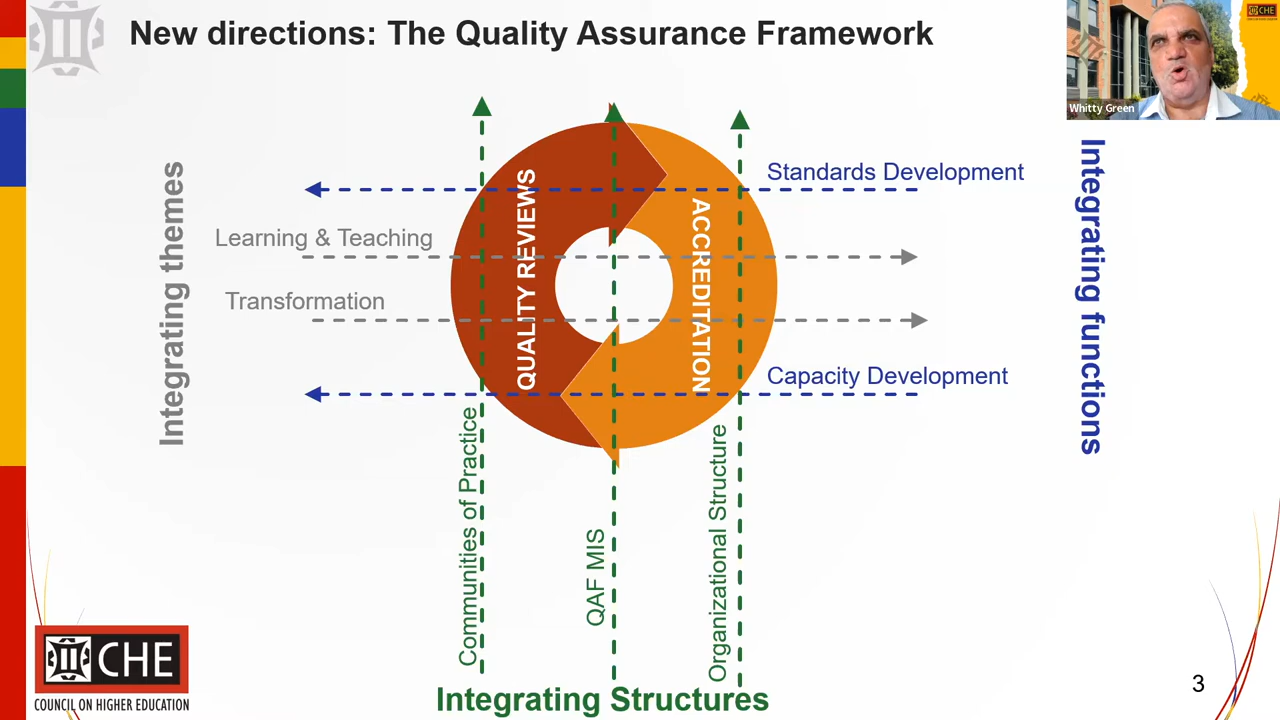 New directions: The Quality Assurance Framework
CHE
Whitty Green
Integrating themes
Learning & Teaching
Transformation
QUALITY REVIEWS
ACCREDITATION
Standards Development
Capacity Development
Integrating functions
Communities of Practice
QAF MIS
Organizational Structure
Integrating Structures
CHE
COUNCIL ON HIGHER EDUCATION
3